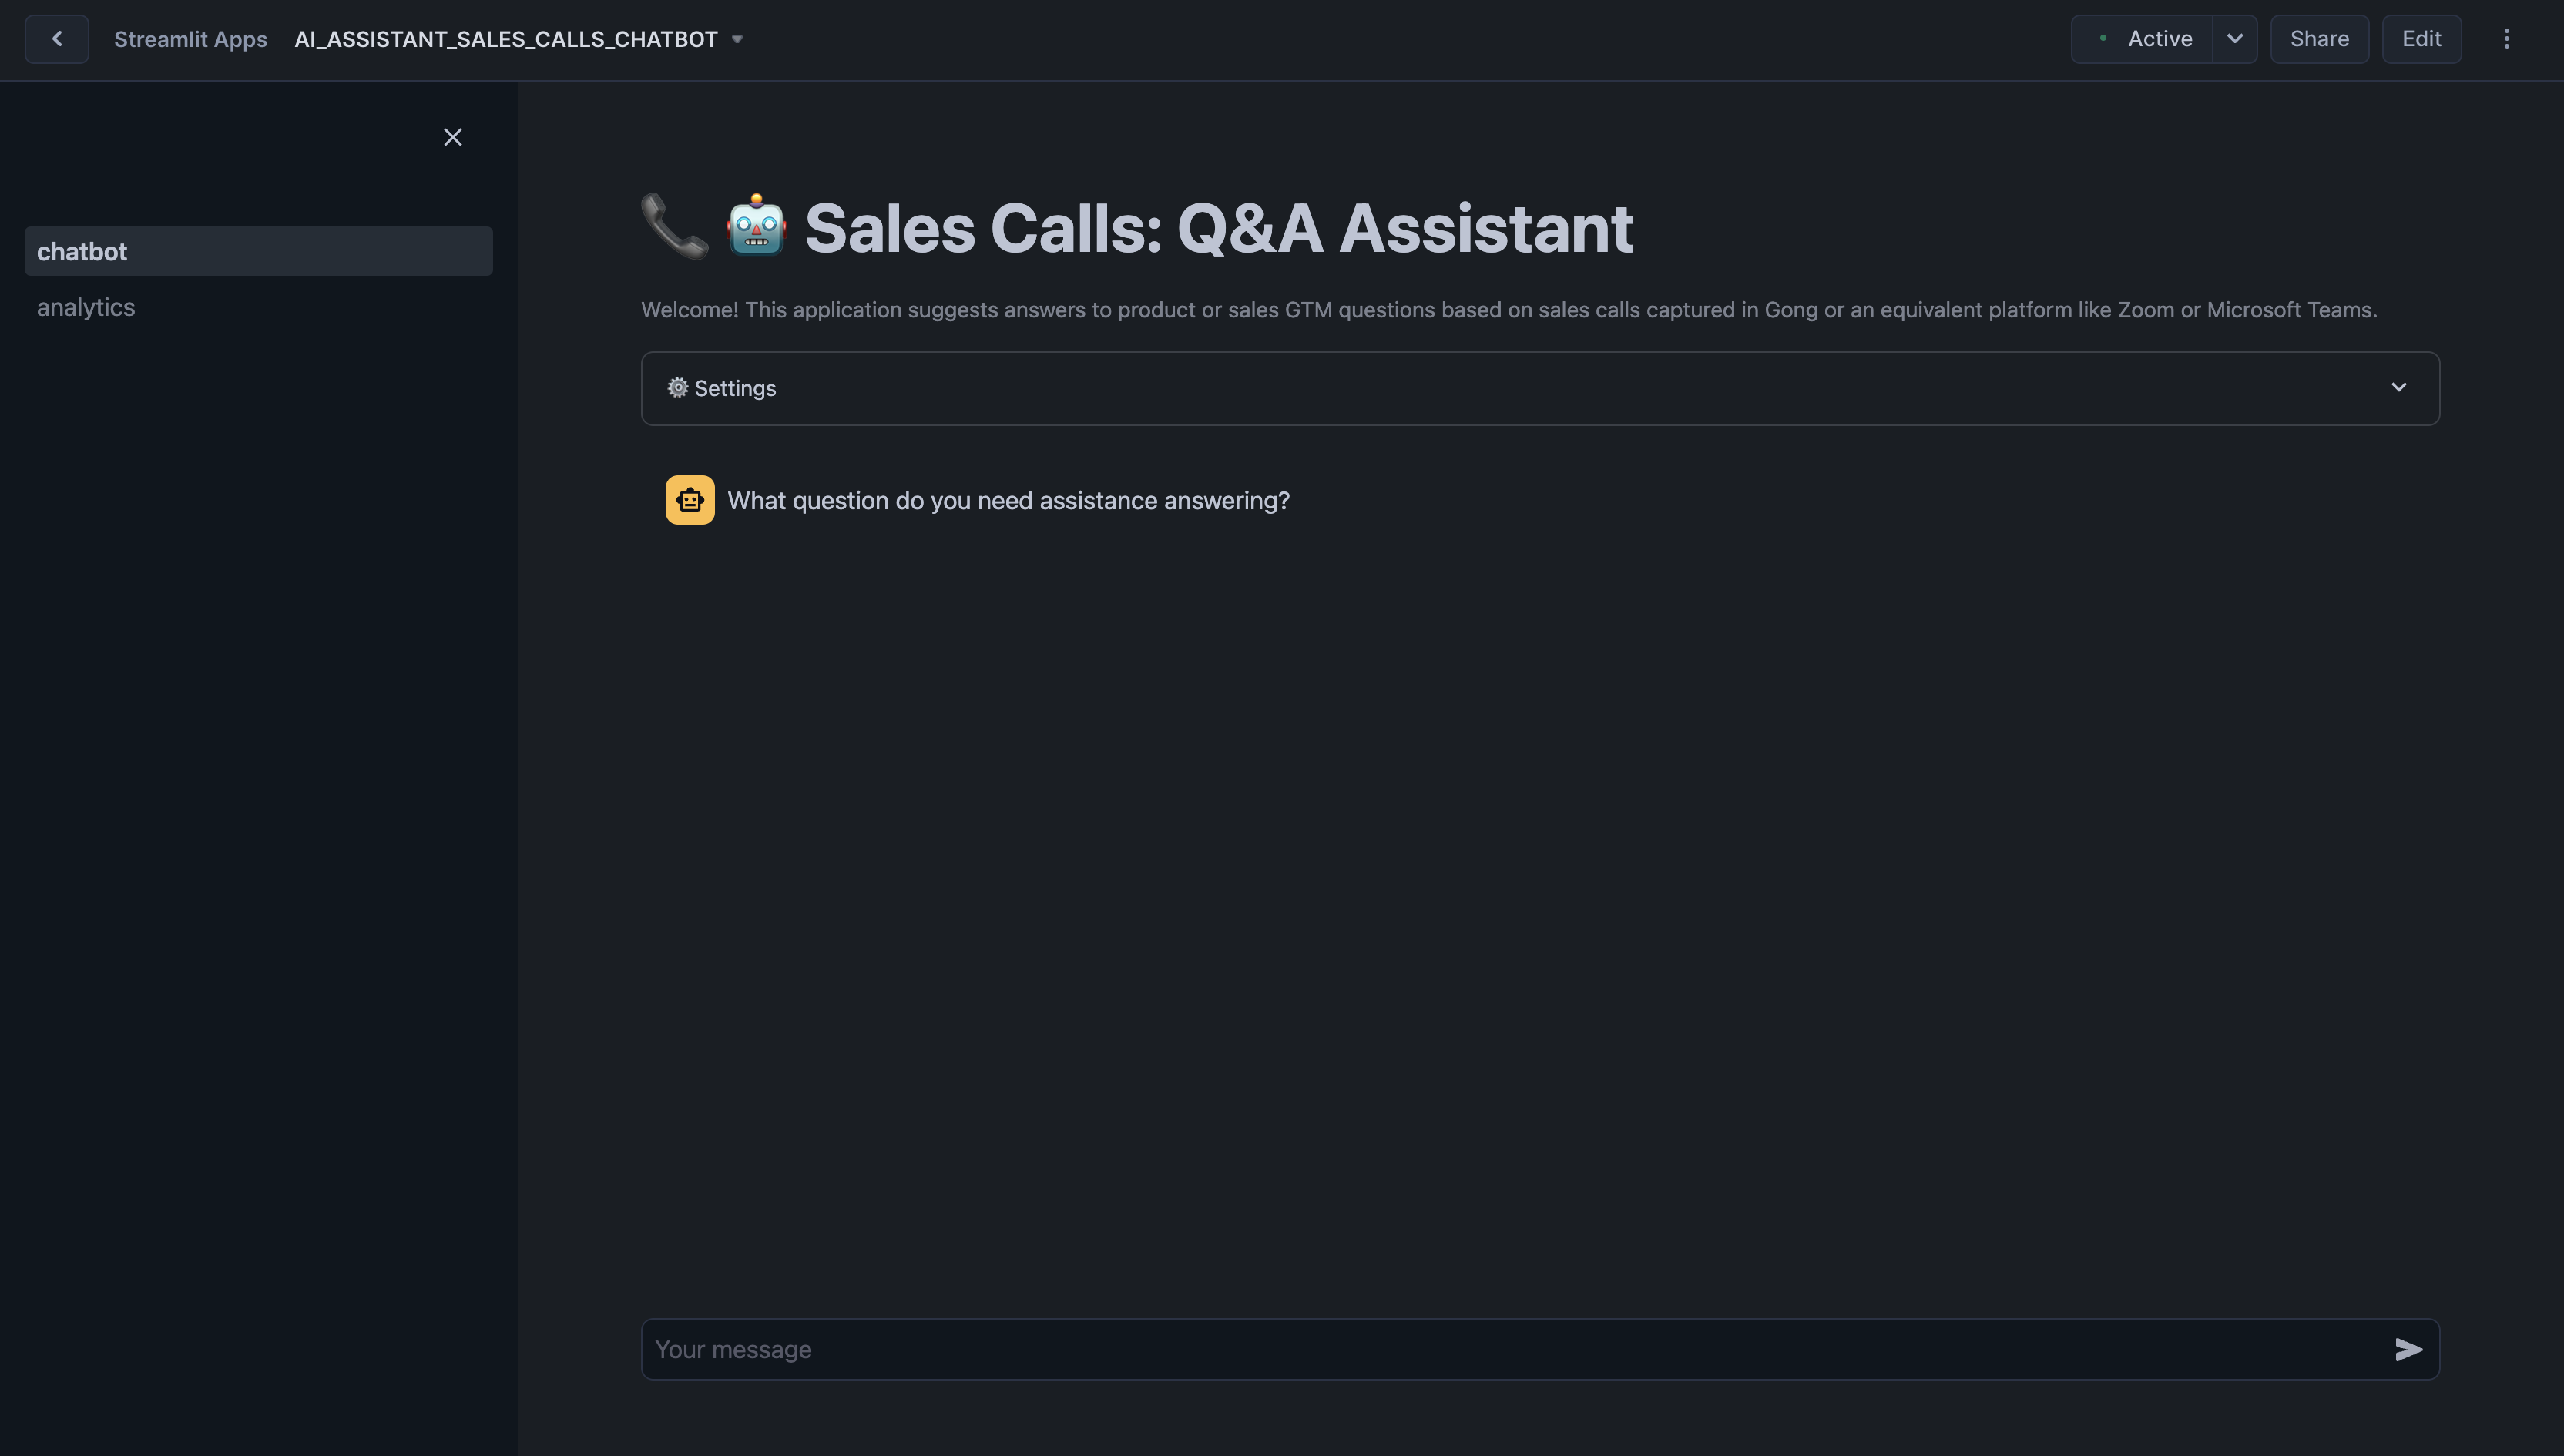 Streamlit Apps AI_ASSISTANT_SALES_CALLS_CHATBOT Active Share Edit
chatbot
analytics
📞🤖 Sales Calls: Q&A Assistant
Welcome! This application suggests answers to product or sales GTM questions based on sales calls captured in Gong or an equivalent platform like Zoom or Microsoft Teams.
⚙️ Settings
What question do you need assistance answering?
Your message